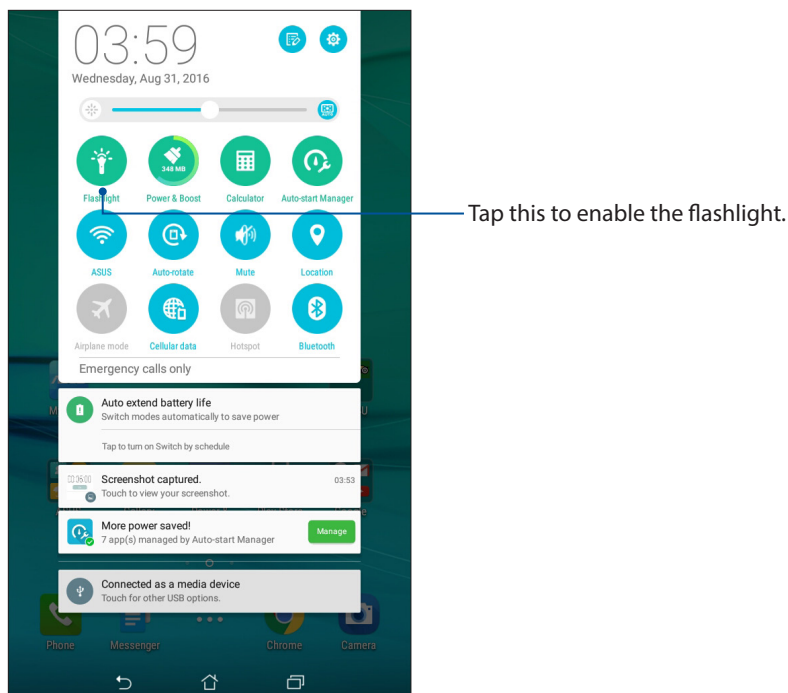 03:59
Wednesday, Aug 31, 2016
AUTO
348 MB
Flashlight Power & Boost Calculator Auto-start Manager
Tap this to enable the flashlight.
ASUS Auto-rotate Mute Location
Airplane mode Cellular data Hotspot Bluetooth
Emergency calls only
Auto extend battery life
Switch modes automatically to save power
Tap to turn on Switch by schedule
Screenshot captured. 03:53
Touch to view your screenshot.
More power saved!
7 app(s) managed by Auto-start Manager
Manage
Connected as a media device
Touch for other USB options.
Phone Messenger Chrome Camera